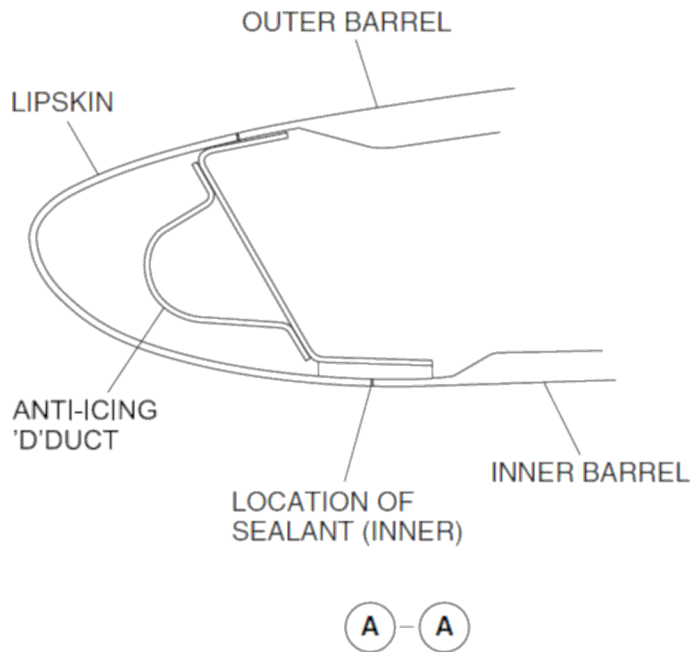 OUTER BARREL
LIPSKIN
ANTI-ICING
'D'DUCT
INNER BARREL
LOCATION OF
SEALANT (INNER)
A - A